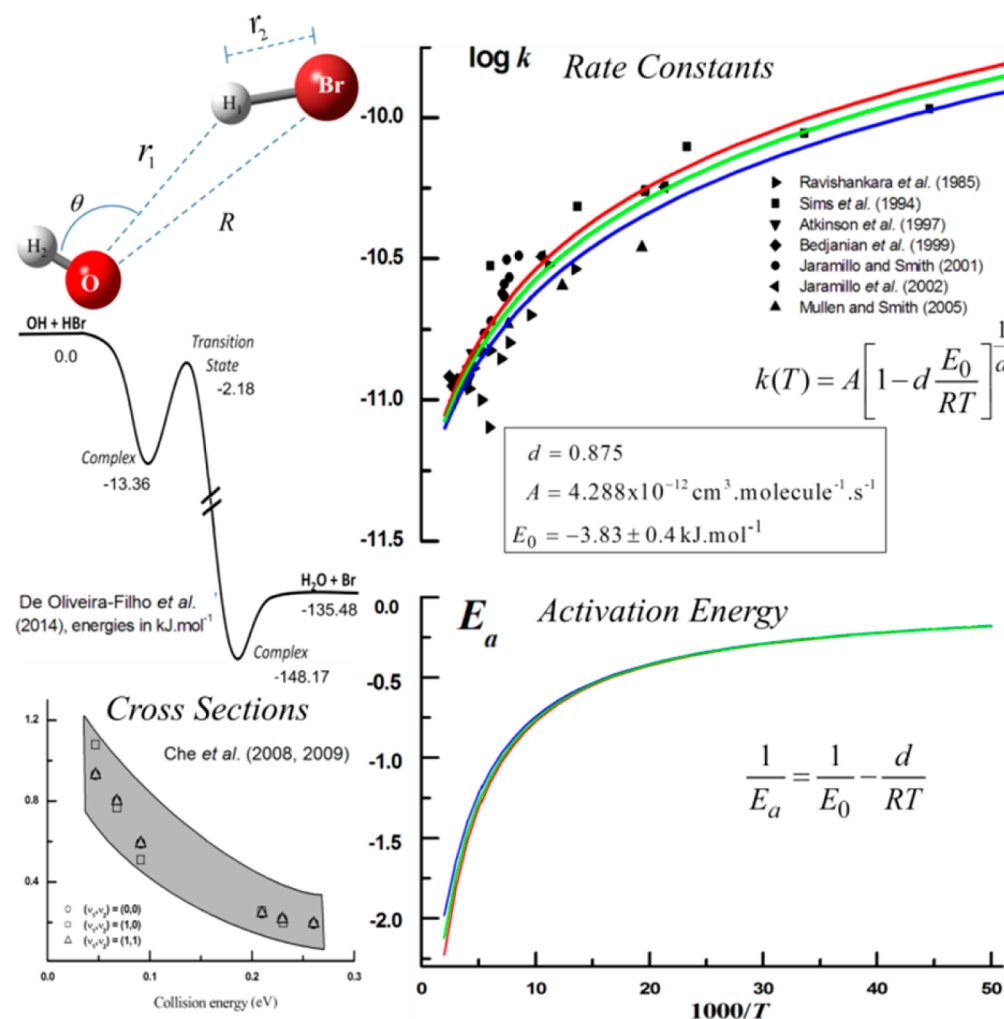 r₂
Br
H₁
r₁
θ
R
H₂
O
OH + HBr
0.0
Transition
State
-2.18
Complex
-13.36
H₂O + Br
-135.48
De Oliveira-Filho et al.
(2014), energies in kJ.mol⁻¹
Complex
-148.17
Cross Sections
Che et al. (2008, 2009)
1.2
0.8
0.4
(v₁,v₂) = (0,0)
(v₁,v₂) = (1,0)
(v₁,v₂) = (1,1)
0.0 0.1 0.2 0.3
Collision energy (eV)
log k
Rate Constants
-10.0
-10.5
-11.0
-11.5
Ravishankara et al. (1985)
Sims et al. (1994)
Atkinson et al. (1997)
Bedjanian et al. (1999)
Jaramillo and Smith (2001)
Jaramillo et al. (2002)
Mullen and Smith (2005)
k(T) = A[1 − d E₀/RT]^(1/d)
d = 0.875
A = 4.288x10⁻¹² cm³.molecule⁻¹.s⁻¹
E₀ = −3.83 ± 0.4 kJ.mol⁻¹
Eₐ
Activation Energy
0.0
-0.5
-1.0
-1.5
-2.0
1/Eₐ = 1/E₀ − d/RT
0 10 20 30 40 50
1000/T